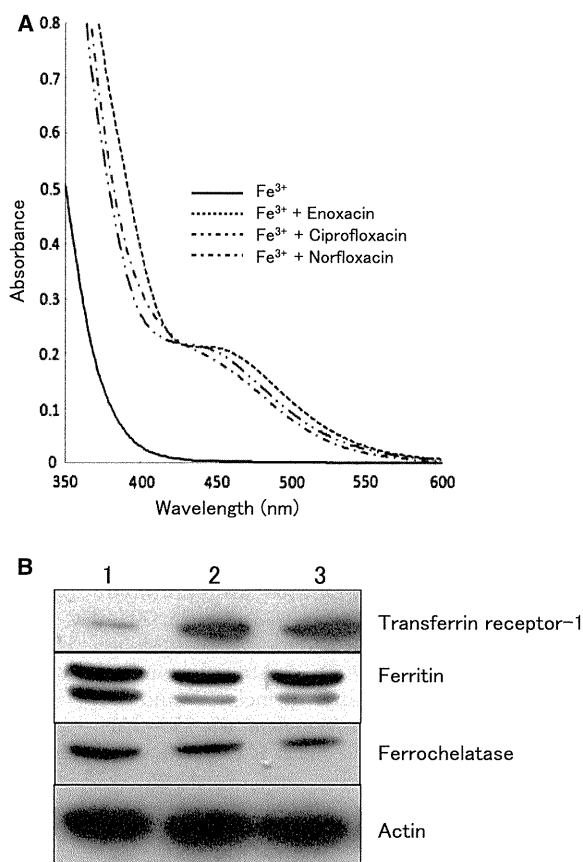 A
0.8
0.7
0.6
0.5
0.4
0.3
0.2
0.1
0
Absorbance
350 400 450 500 550 600
Wavelength (nm)
Fe³⁺
Fe³⁺ + Enoxacin
Fe³⁺ + Ciprofloxacin
Fe³⁺ + Norfloxacin
B
1 2 3
Transferrin receptor-1
Ferritin
Ferrochelatase
Actin